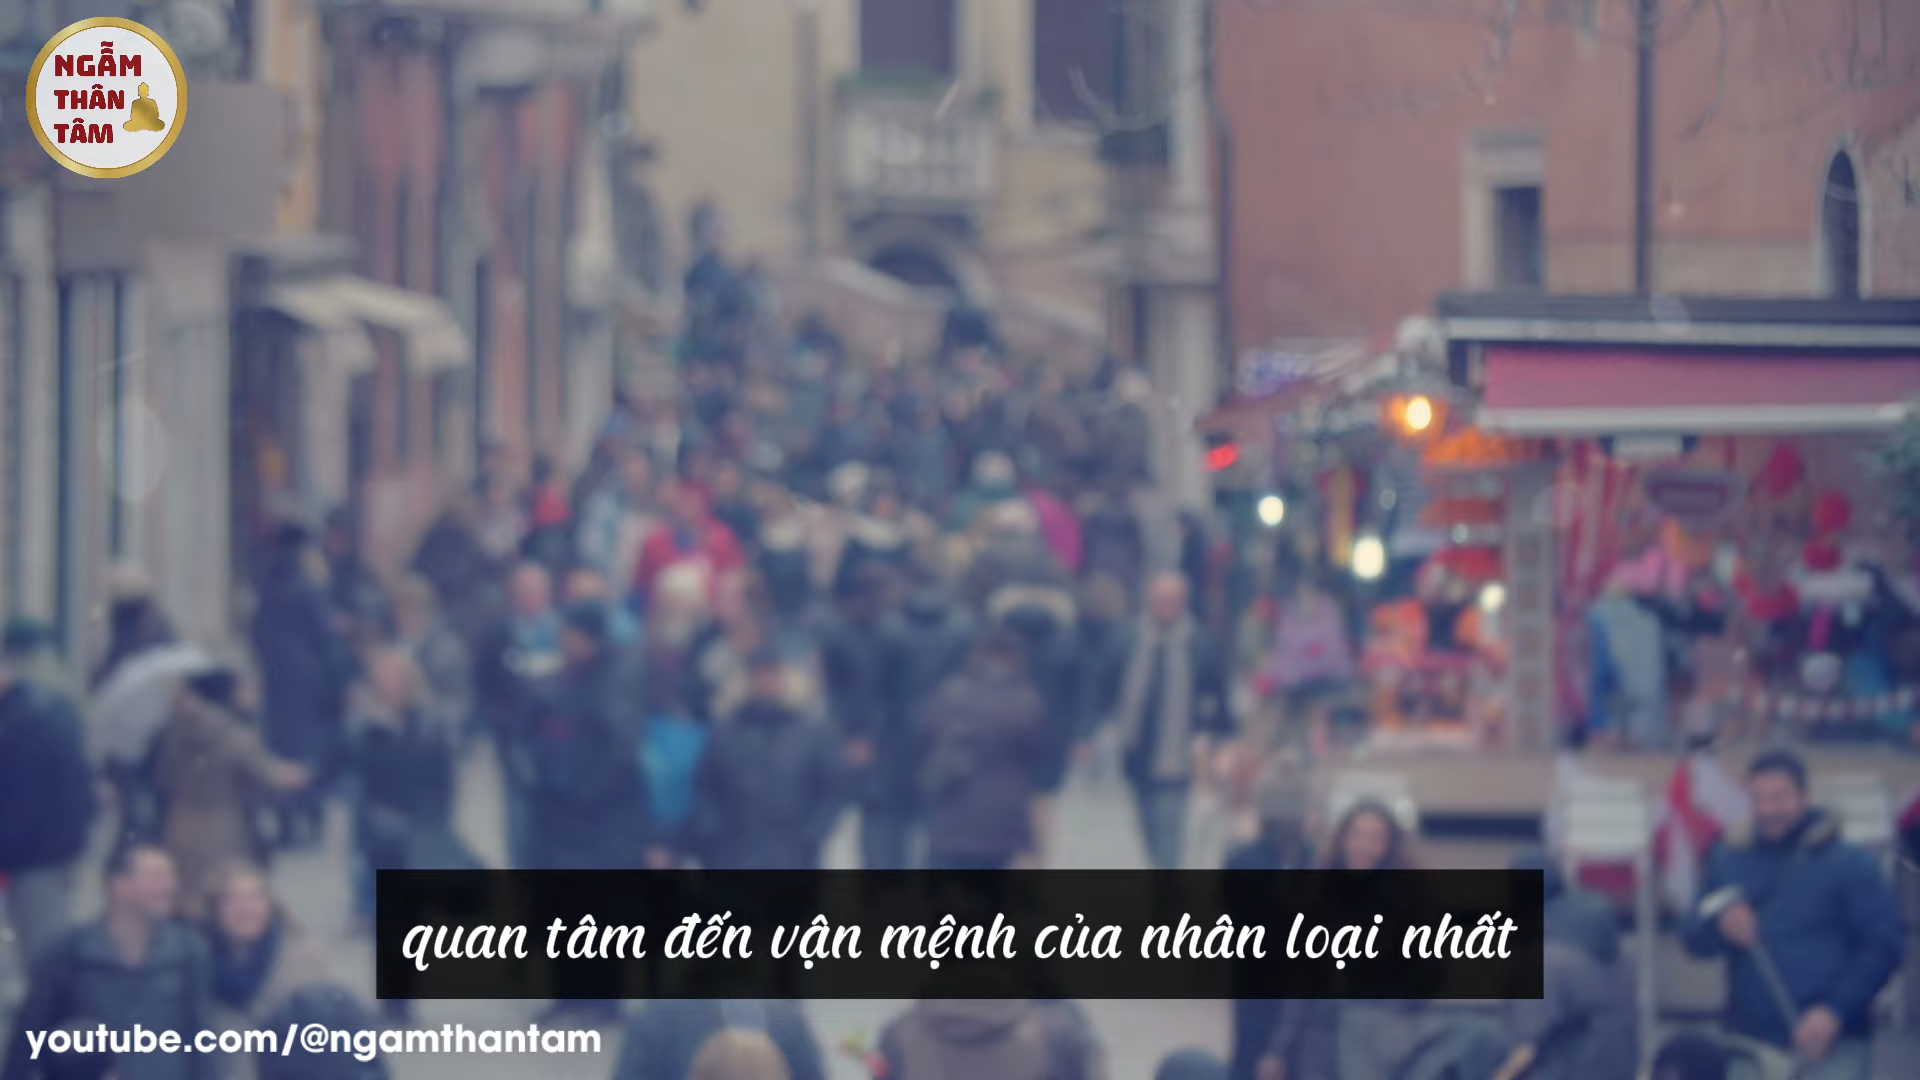 NGẪM
THÂN
TÂM
quan tâm đến vận mệnh của nhân loại nhất
youtube.com/@ngamthantam